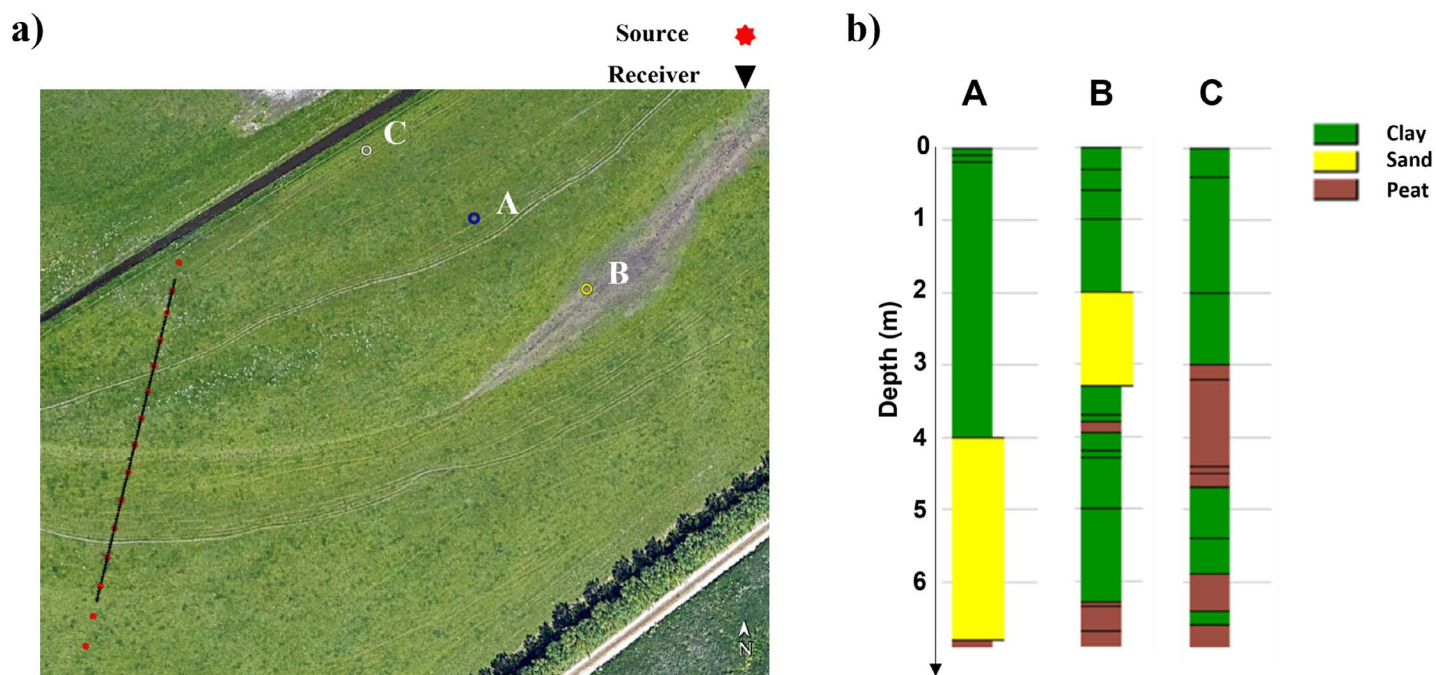 a)
Source
Receiver
C
A
B
N
b)
A B C
0
1
2
3
4
5
6
Depth (m)
Clay
Sand
Peat